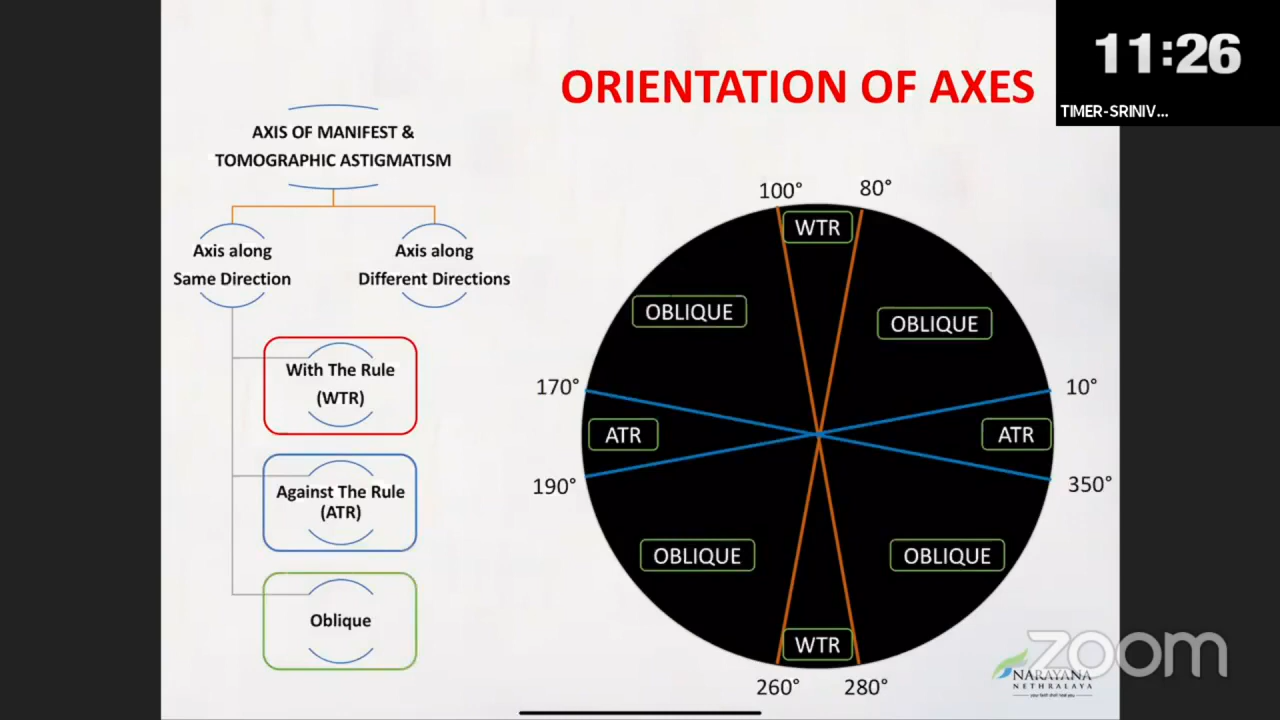 11:26
TIMER-SRINIV...
ORIENTATION OF AXES
AXIS OF MANIFEST &
TOMOGRAPHIC ASTIGMATISM
Axis along
Same Direction
Axis along
Different Directions
With The Rule
(WTR)
Against The Rule
(ATR)
Oblique
100°
80°
WTR
OBLIQUE
OBLIQUE
170°
10°
ATR
ATR
190°
350°
OBLIQUE
OBLIQUE
WTR
260°
280°
zoom
NARAYANA
NETHRALAYA